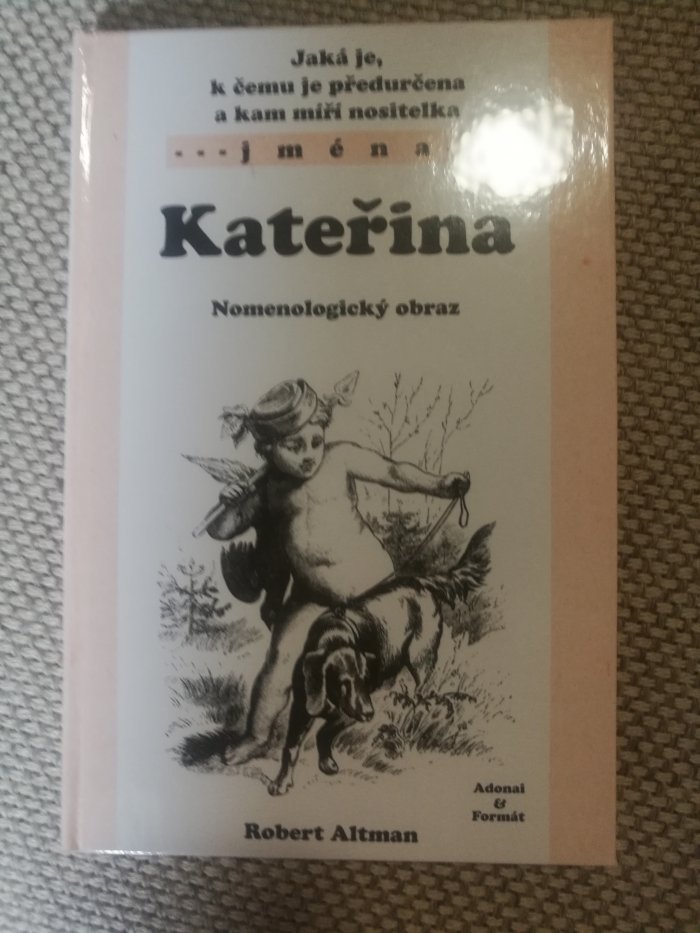 Jaká je,
k čemu je předurčena
a kam míří nositelka
---jména
Kateřina
Nomenologický obraz
Adonai
&
Formát
Robert Altman